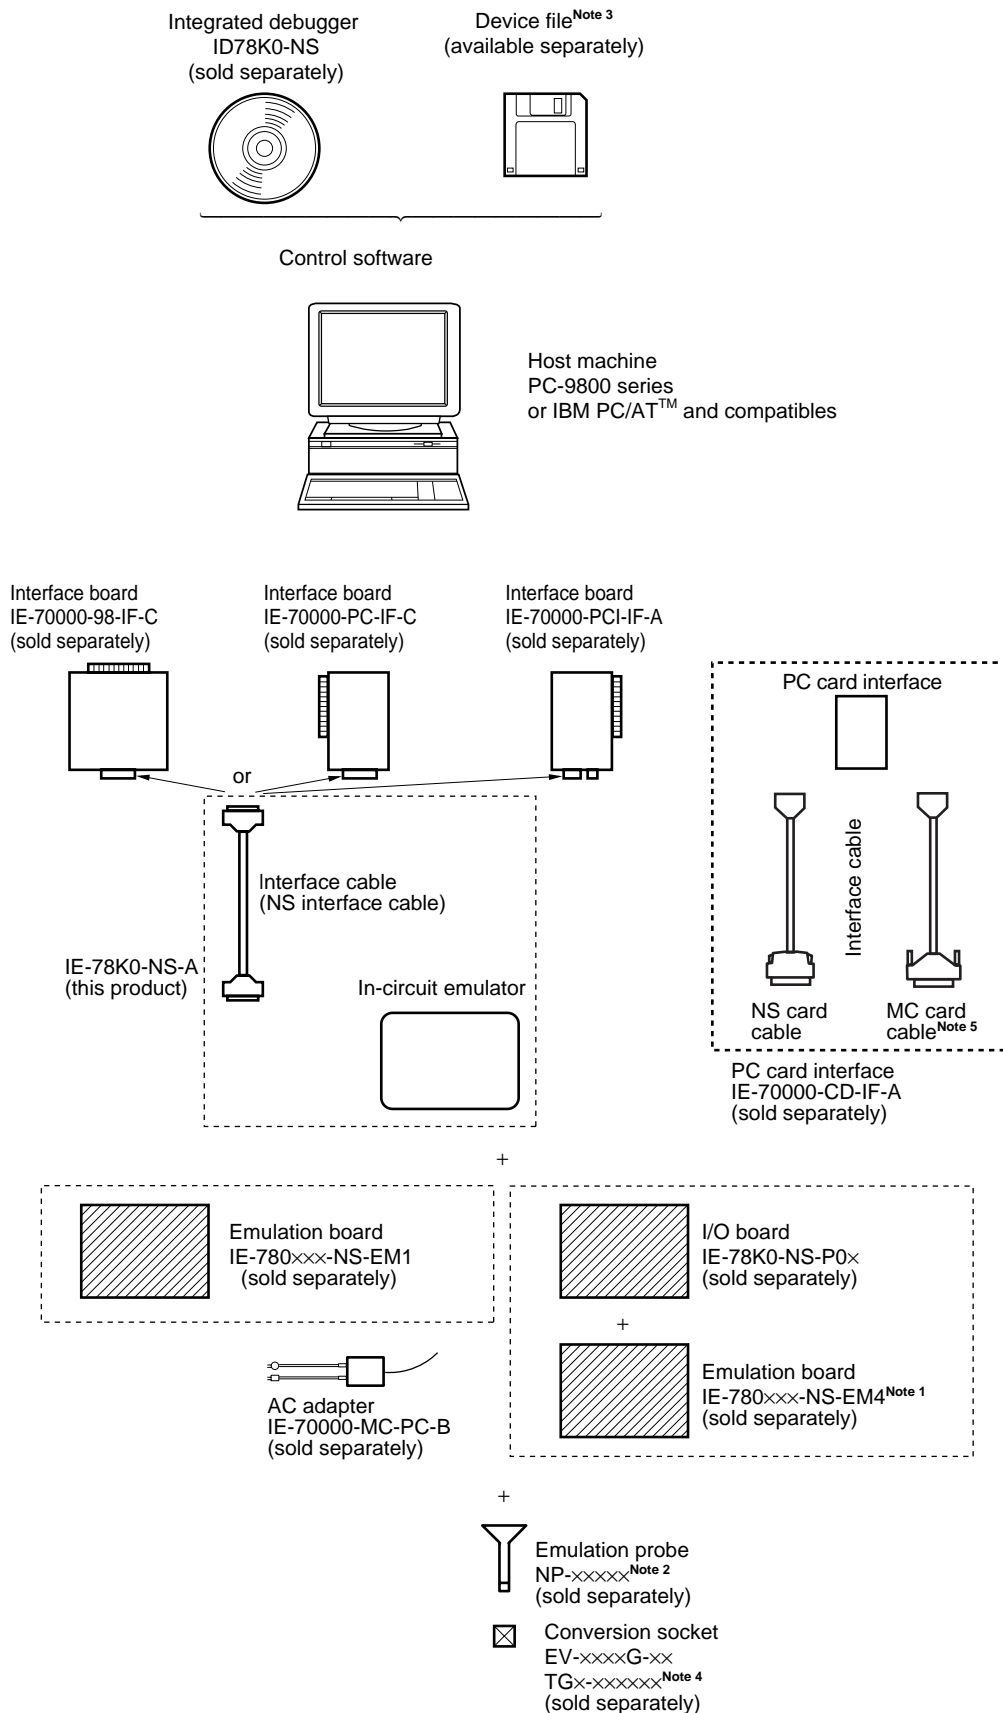 Integrated debugger
ID78K0-NS
(sold separately)
Device file Note 3
(available separately)
Control software
Host machine
PC-9800 series
or IBM PC/AT™ and compatibles
Interface board
IE-70000-98-IF-C
(sold separately)
Interface board
IE-70000-PC-IF-C
(sold separately)
Interface board
IE-70000-PCI-IF-A
(sold separately)
or
PC card interface
Interface cable
(NS interface cable)
Interface cable
IE-78K0-NS-A
(this product)
In-circuit emulator
NS card
cable
MC card
cable Note 5
PC card interface
IE-70000-CD-IF-A
(sold separately)
+
Emulation board
IE-780×××-NS-EM1
(sold separately)
I/O board
IE-78K0-NS-P0×
(sold separately)
+
Emulation board
IE-780×××-NS-EM4 Note 1
(sold separately)
AC adapter
IE-70000-MC-PC-B
(sold separately)
+
Emulation probe
NP-××××× Note 2
(sold separately)
Conversion socket
EV-××××G-××
TG×-×××××× Note 4
(sold separately)